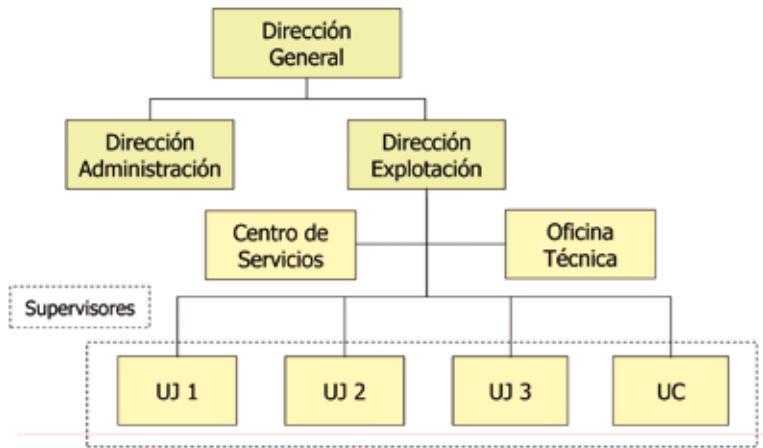 Dirección
General
Dirección
Administración
Dirección
Explotación
Centro de
Servicios
Oficina
Técnica
Supervisores
UJ 1
UJ 2
UJ 3
UC